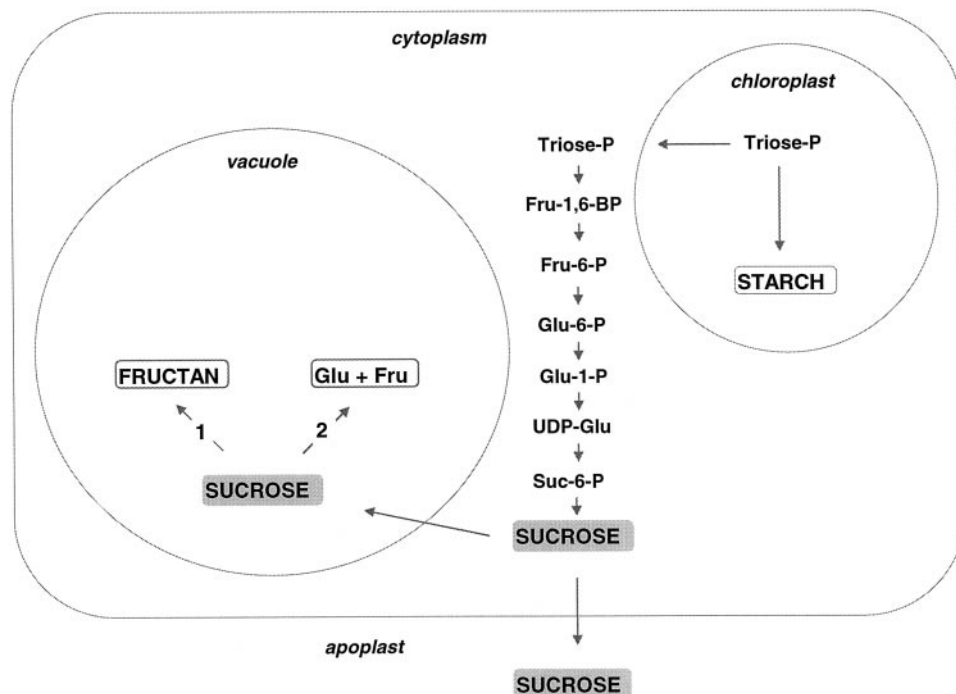 cytoplasm
chloroplast
Triose-P
Triose-P
vacuole
Fru-1,6-BP
Fru-6-P
STARCH
Glu-6-P
FRUCTAN
Glu + Fru
Glu-1-P
1
2
UDP-Glu
SUCROSE
Suc-6-P
SUCROSE
apoplast
SUCROSE